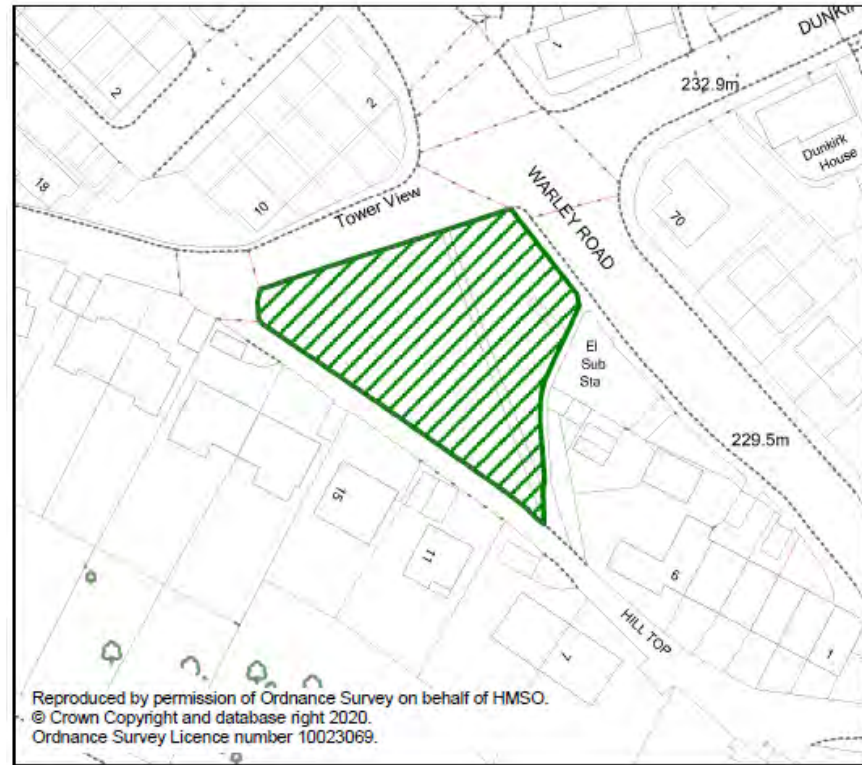 DUNKI
1
232.9m
2
2
Dunkirk
House
18
10
Tower View
WARLEY ROAD
70
El
Sub
Sta
229.5m
15
11
6
HILL TOP
7
1
Reproduced by permission of Ordnance Survey on behalf of HMSO.
© Crown Copyright and database right 2020.
Ordnance Survey Licence number 10023069.